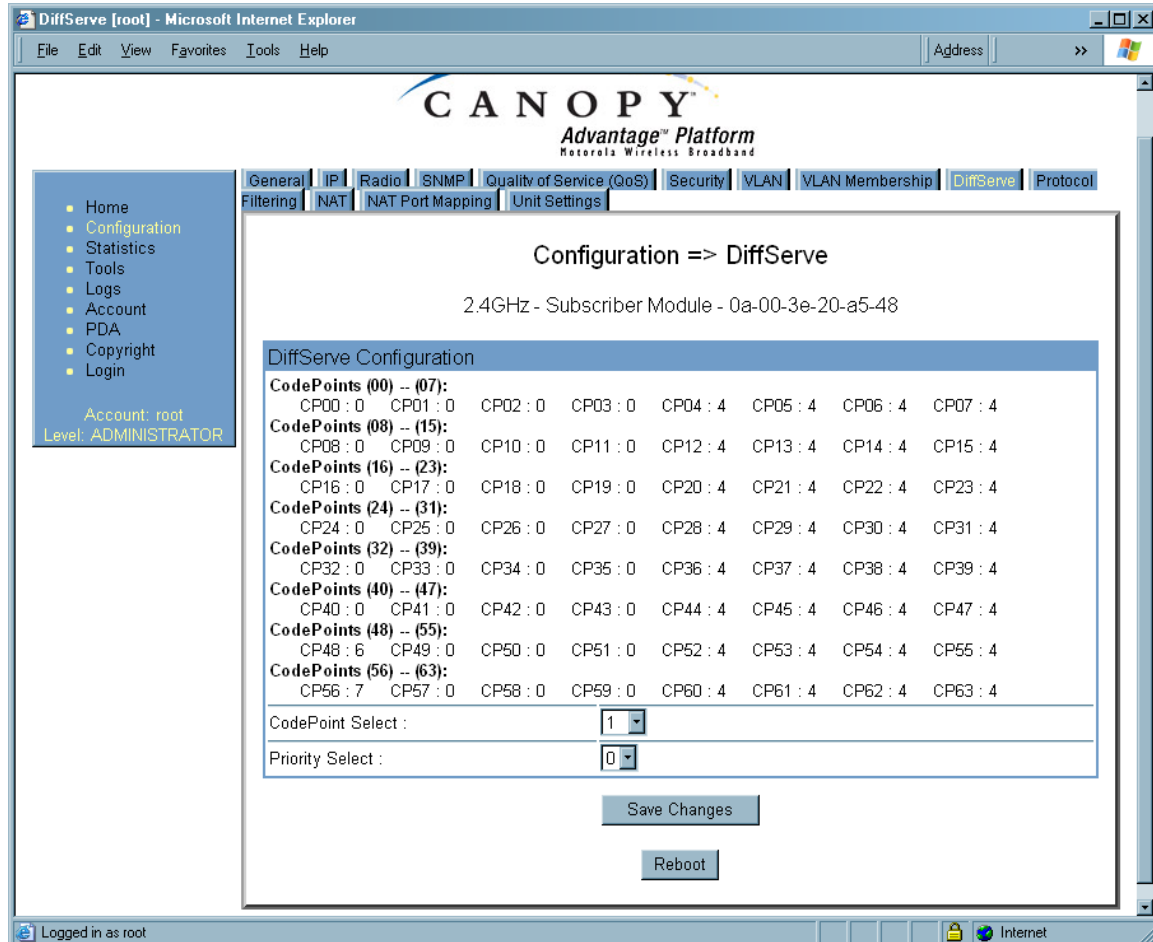 DiffServe [root] - Microsoft Internet Explorer
File Edit View Favorites Tools Help Address »
CANOPY™
Advantage™ Platform
Motorola Wireless Broadband
General IP Radio SNMP Quality of Service (QoS) Security VLAN VLAN Membership DiffServe Protocol
Filtering NAT NAT Port Mapping Unit Settings
Home
Configuration
Statistics
Tools
Logs
Account
PDA
Copyright
Login
Account: root
Level: ADMINISTRATOR
Configuration => DiffServe
2.4GHz - Subscriber Module - 0a-00-3e-20-a5-48
DiffServe Configuration
CodePoints (00) -- (07):
CP00 : 0 CP01 : 0 CP02 : 0 CP03 : 0 CP04 : 4 CP05 : 4 CP06 : 4 CP07 : 4
CodePoints (08) -- (15):
CP08 : 0 CP09 : 0 CP10 : 0 CP11 : 0 CP12 : 4 CP13 : 4 CP14 : 4 CP15 : 4
CodePoints (16) -- (23):
CP16 : 0 CP17 : 0 CP18 : 0 CP19 : 0 CP20 : 4 CP21 : 4 CP22 : 4 CP23 : 4
CodePoints (24) -- (31):
CP24 : 0 CP25 : 0 CP26 : 0 CP27 : 0 CP28 : 4 CP29 : 4 CP30 : 4 CP31 : 4
CodePoints (32) -- (39):
CP32 : 0 CP33 : 0 CP34 : 0 CP35 : 0 CP36 : 4 CP37 : 4 CP38 : 4 CP39 : 4
CodePoints (40) -- (47):
CP40 : 0 CP41 : 0 CP42 : 0 CP43 : 0 CP44 : 4 CP45 : 4 CP46 : 4 CP47 : 4
CodePoints (48) -- (55):
CP48 : 6 CP49 : 0 CP50 : 0 CP51 : 0 CP52 : 4 CP53 : 4 CP54 : 4 CP55 : 4
CodePoints (56) -- (63):
CP56 : 7 CP57 : 0 CP58 : 0 CP59 : 0 CP60 : 4 CP61 : 4 CP62 : 4 CP63 : 4
CodePoint Select : 1
Priority Select : 0
Save Changes
Reboot
Logged in as root Internet